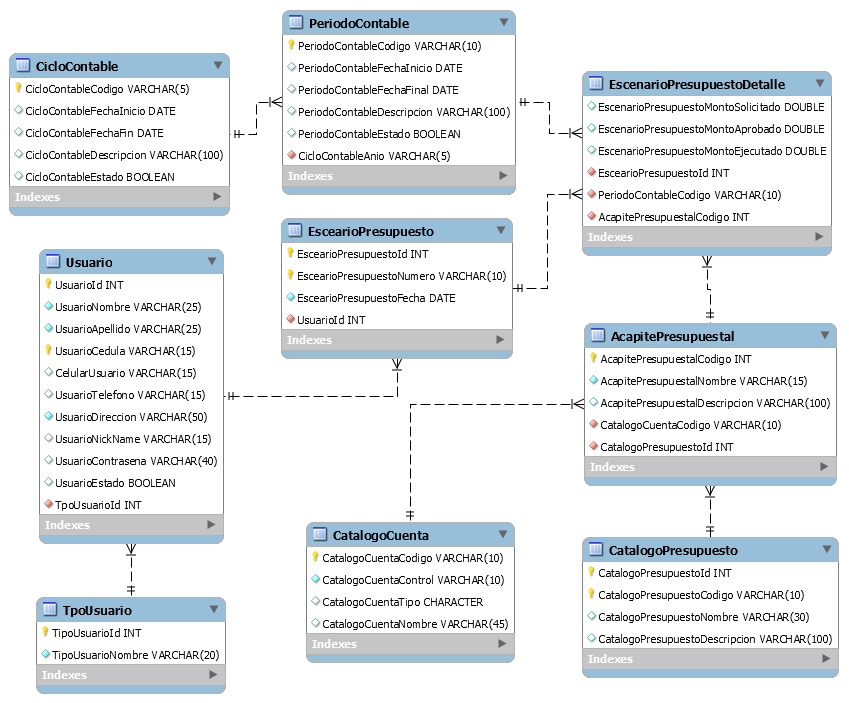 CicloContable
CicloContableCodigo VARCHAR(5)
CicloContableFechaInicio DATE
CicloContableFechaFin DATE
CicloContableDescripcion VARCHAR(100)
CicloContableEstado BOOLEAN
Indexes
PeriodoContable
PeriodoContableCodigo VARCHAR(10)
PeriodoContableFechaInicio DATE
PeriodoContableFechaFinal DATE
PeriodoContableDescripcion VARCHAR(100)
PeriodoContableEstado BOOLEAN
CicloContableAnio VARCHAR(5)
Indexes
EscenarioPresupuestoDetalle
EscenarioPresupuestoMontoSolicitado DOUBLE
EscenarioPresupuestoMontoAprobado DOUBLE
EscenarioPresupuestoMontoEjecutado DOUBLE
EscearioPresupuestoId INT
PeriodoContableCodigo VARCHAR(10)
AcapitePresupuestalCodigo INT
Indexes
Usuario
UsuarioId INT
UsuarioNombre VARCHAR(25)
UsuarioApellido VARCHAR(25)
UsuarioCedula VARCHAR(15)
CelularUsuario VARCHAR(15)
UsuarioTelefono VARCHAR(15)
UsuarioDireccion VARCHAR(50)
UsuarioNickName VARCHAR(15)
UsuarioContrasena VARCHAR(40)
UsuarioEstado BOOLEAN
TpoUsuarioId INT
Indexes
EscearioPresupuesto
EscearioPresupuestoId INT
EscearioPresupuestoNumero VARCHAR(10)
EscearioPresupuestoFecha DATE
UsuarioId INT
Indexes
AcapitePresupuestal
AcapitePresupuestalCodigo INT
AcapitePresupuestalNombre VARCHAR(15)
AcapitePresupuestalDescripcion VARCHAR(100)
CatalogoCuentaCodigo VARCHAR(10)
CatalogoPresupuestoId INT
Indexes
TpoUsuario
TipoUsuarioId INT
TipoUsuarioNombre VARCHAR(20)
Indexes
CatalogoCuenta
CatalogoCuentaCodigo VARCHAR(10)
CatalogoCuentaControl VARCHAR(10)
CatalogoCuentaTipo CHARACTER
CatalogoCuentaNombre VARCHAR(45)
Indexes
CatalogoPresupuesto
CatalogoPresupuestoId INT
CatalogoPresupuestoCodigo VARCHAR(10)
CatalogoPresupuestoNombre VARCHAR(30)
CatalogoPresupuestoDescripcion VARCHAR(100)
Indexes